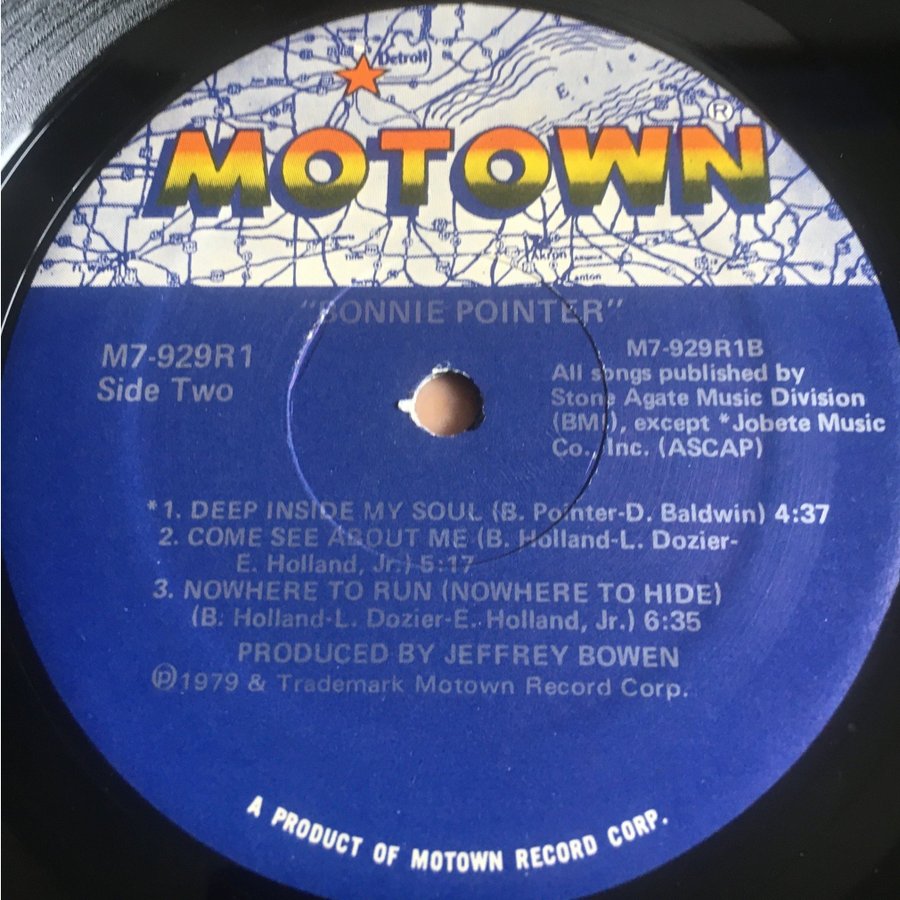 Detroit
Erie
MOTOWN®
Akron
Canton
"BONNIE POINTER"
M7-929R1
Side Two
M7-929R1B
All songs published by
Stone Agate Music Division
(BMI), except *Jobete Music
Co., Inc. (ASCAP)
*1. DEEP INSIDE MY SOUL (B. Pointer-D. Baldwin) 4:37
2. COME SEE ABOUT ME (B. Holland-L. Dozier-
E. Holland, Jr.) 5:17
3. NOWHERE TO RUN (NOWHERE TO HIDE)
(B. Holland-L. Dozier-E. Holland, Jr.) 6:35
PRODUCED BY JEFFREY BOWEN
℗1979 & Trademark Motown Record Corp.
A PRODUCT OF MOTOWN RECORD CORP.